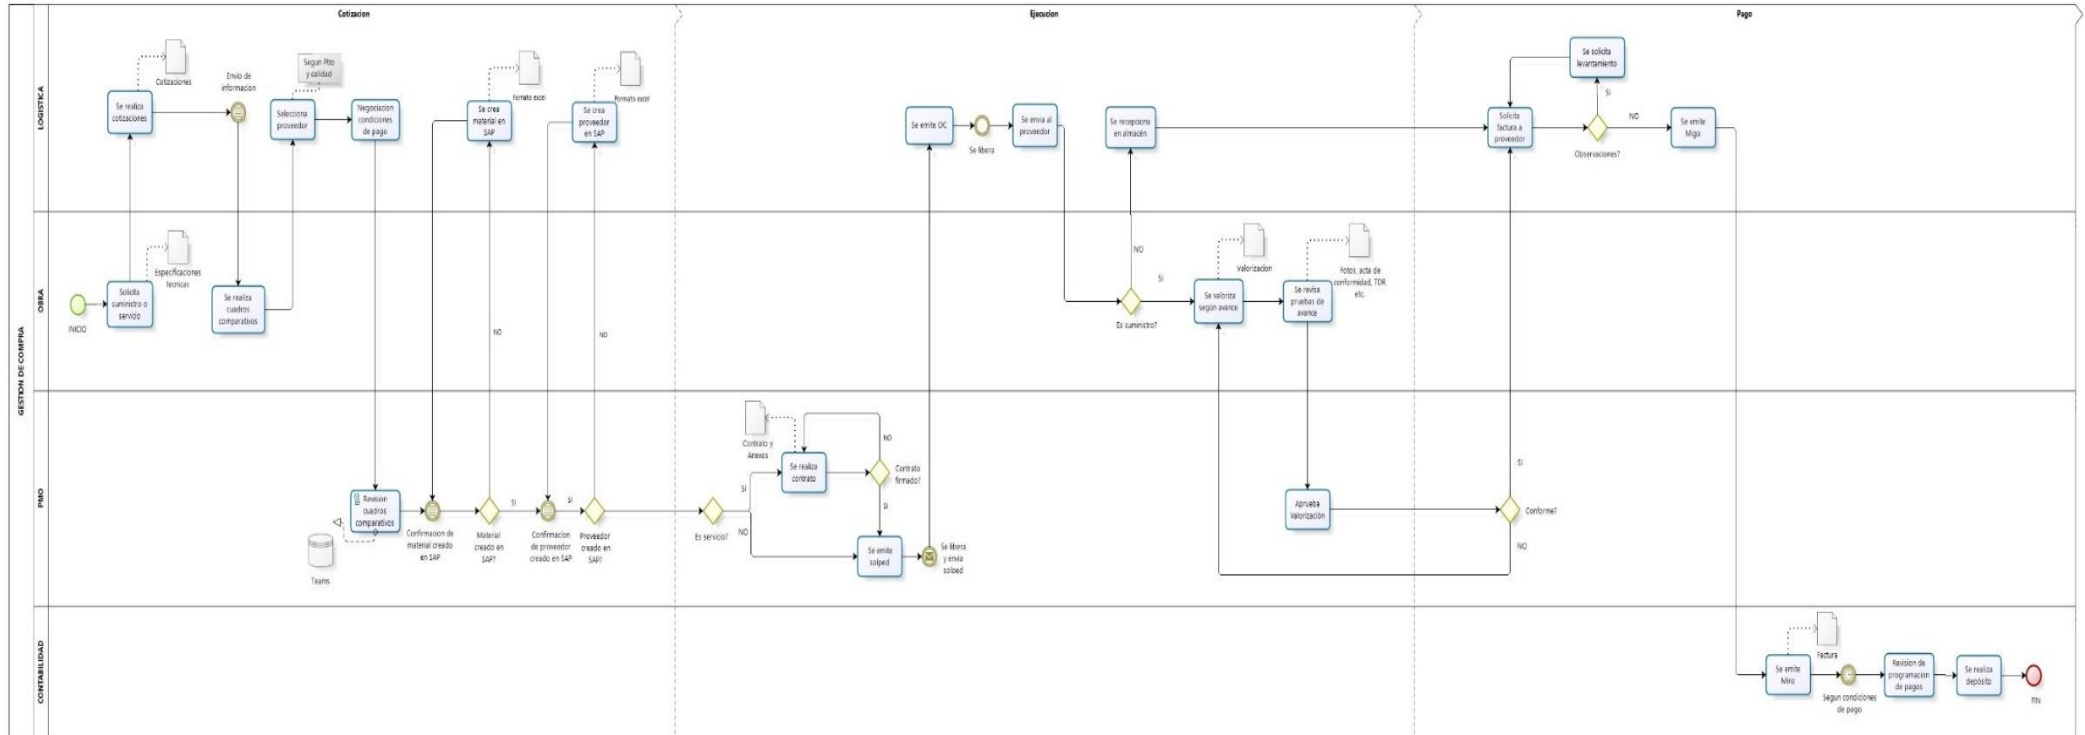 Cotizacion
Ejecucion
Pago
GESTION DE COMPRA
LOGISTICA
Cotizaciones
Se realiza
cotizaciones
Envio de
informacion
Segun Ptto
y calidad
Selecciona
proveedor
Negociacion
condiciones
de pago
Formato excel
Se crea
material en
SAP
Formato excel
Se crea
proveedor
en SAP
Se emite OC
Se libera
Se envia al
proveedor
Se recepciona
en almacén
Se solicita
levantamiento
SI
Solicita
factura a
proveedor
Observaciones?
NO
Se emite
Migo
OBRA
INICIO
Solicita
suministro o
servicio
Especificaciones
tecnicas
Se realiza
cuadros
comparativos
NO
NO
NO
SI
Es suministro?
Valorizacion
Se valoriza
según avance
Se revisa
pruebas de
avance
Fotos, acta de
conformidad, TDR
etc.
PMO
Revision
cuadros
comparativos
Teams
Confirmacion de
material creado
en SAP
Material
creado en
SAP?
SI
Confirmacion
de proveedor
creado en SAP
SI
Proveedor
creado en
SAP?
Es servicio?
SI
NO
Contrato y
Anexos
Se realiza
contrato
NO
Contrato
firmado?
SI
Se emite
solped
Se libera
y envia
solped
Aprueba
Valorización
SI
Conforme?
NO
CONTABILIDAD
Factura
Se emite
Miro
Segun condiciones
de pago
Revision de
programacion
de pagos
Se realiza
depósito
FIN